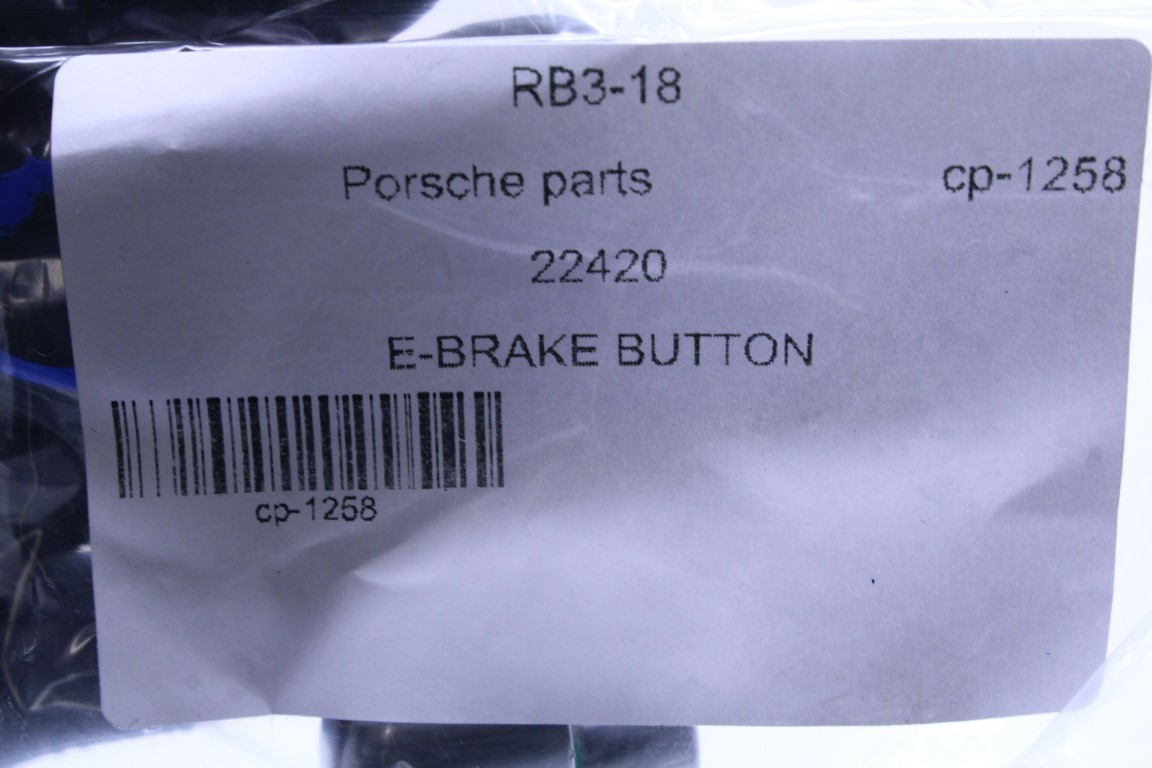 RB3-18
Porsche parts cp-1258
22420
E-BRAKE BUTTON
cp-1258